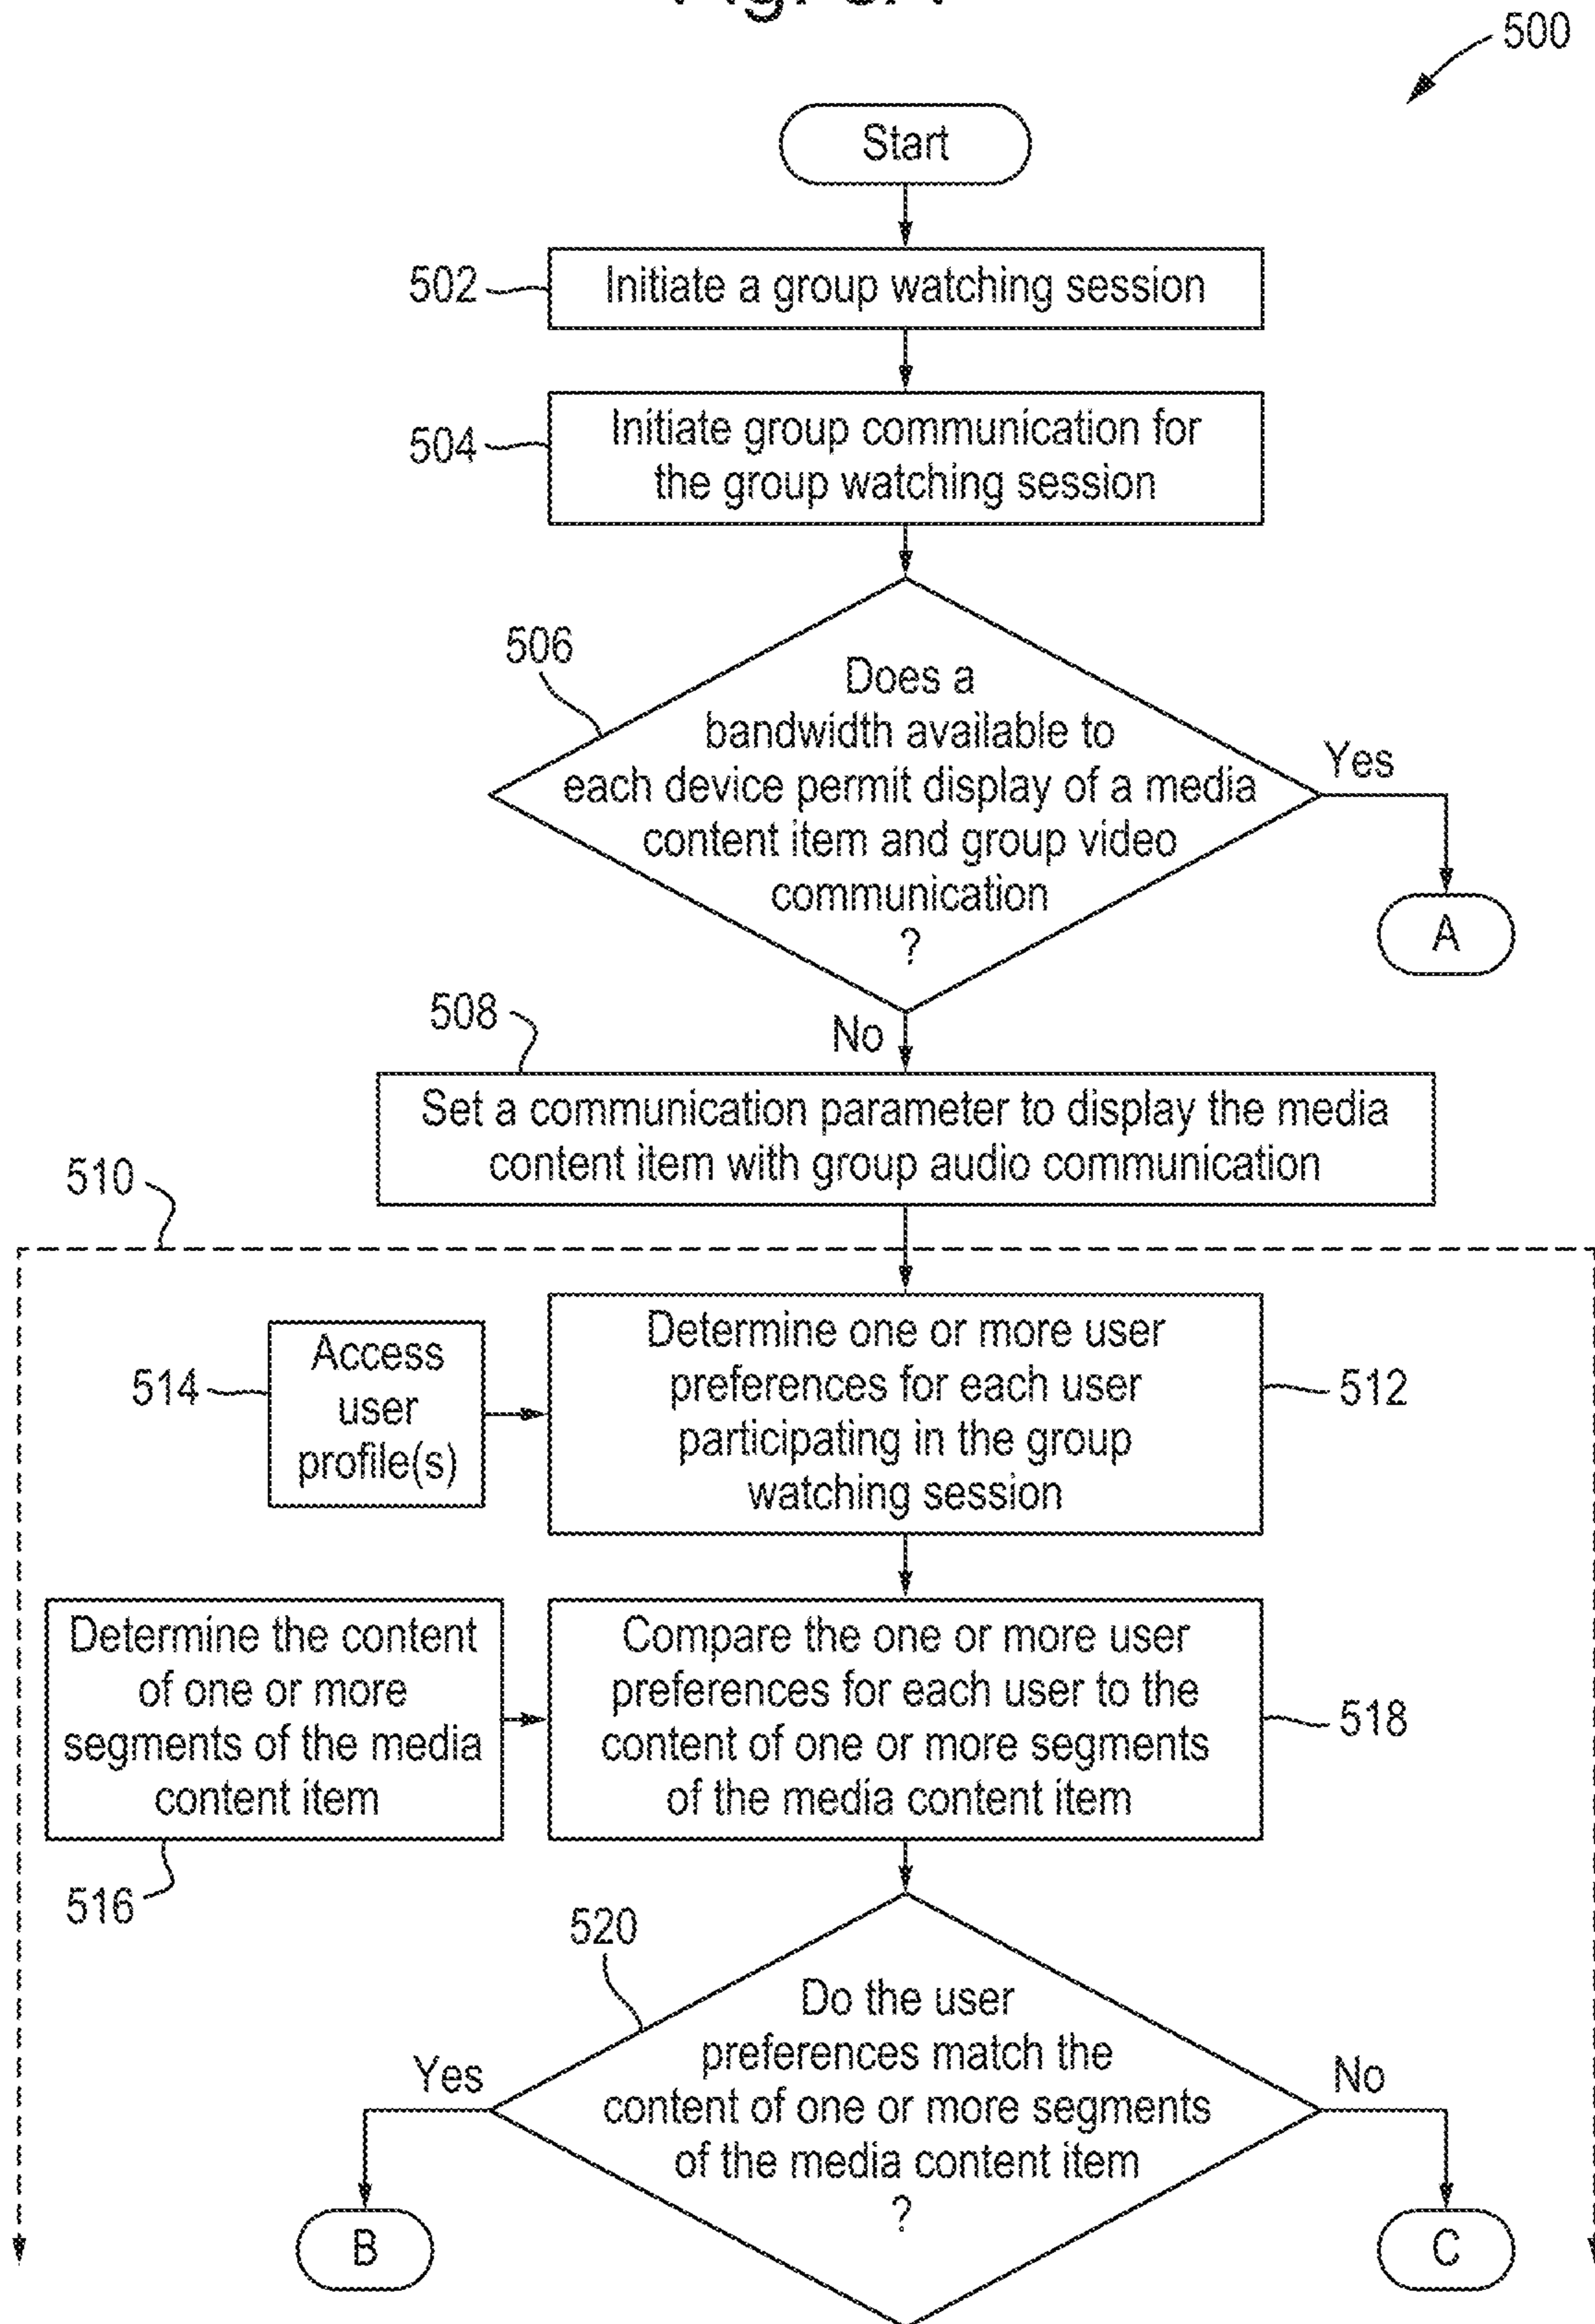 500
Start
502
Initiate a group watching session
504
Initiate group communication for
the group watching session
506
Does a
bandwidth available to
each device permit display of a media
content item and group video
communication
?
Yes
A
No
508
Set a communication parameter to display the media
content item with group audio communication
510
514
Access
user
profile(s)
Determine one or more user
preferences for each user
participating in the group
watching session
512
Determine the content
of one or more
segments of the media
content item
516
Compare the one or more user
preferences for each user to the
content of one or more segments
of the media content item
518
520
Do the user
preferences match the
content of one or more segments
of the media content item
?
Yes
No
B
C